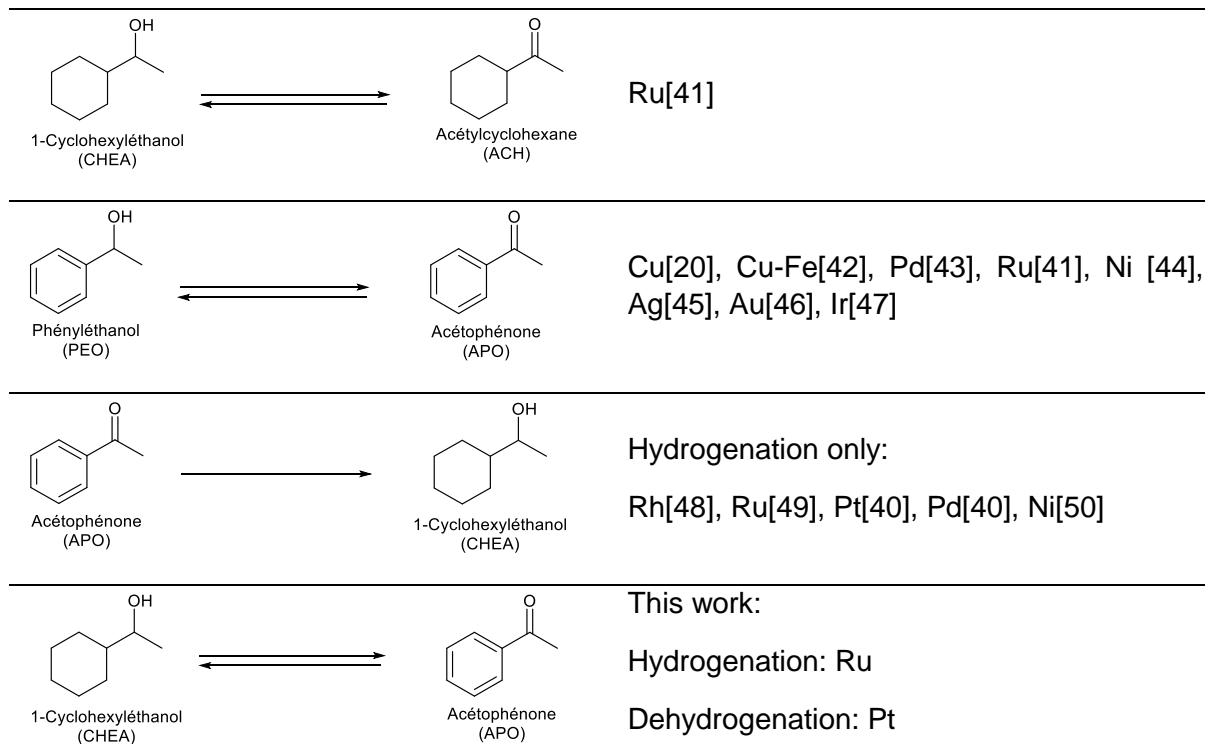 OH
O
1-Cyclohexyléthanol
(CHEA)
Acétylcyclohexane
(ACH)
Ru[41]
OH
O
Phényléthanol
(PEO)
Acétophénone
(APO)
Cu[20], Cu-Fe[42], Pd[43], Ru[41], Ni [44],
Ag[45], Au[46], Ir[47]
O
OH
Acétophénone
(APO)
1-Cyclohexyléthanol
(CHEA)
Hydrogenation only:
Rh[48], Ru[49], Pt[40], Pd[40], Ni[50]
OH
O
1-Cyclohexyléthanol
(CHEA)
Acétophénone
(APO)
This work:
Hydrogenation: Ru
Dehydrogenation: Pt